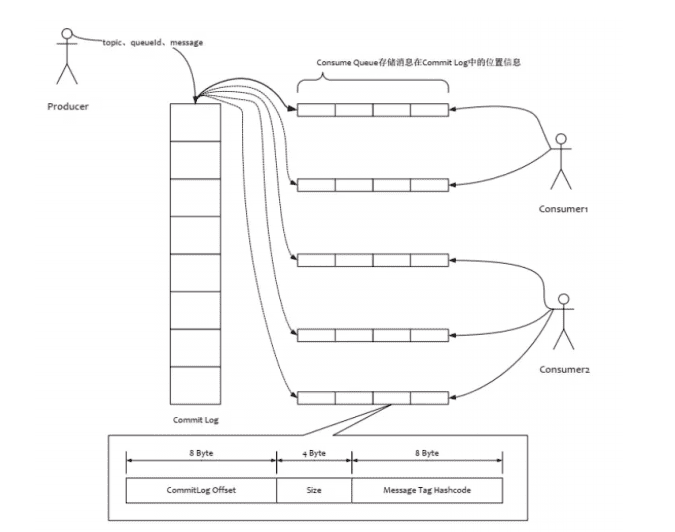 topic、queueId、message
Producer
Consume Queue存储消息在Commit Log中的位置信息
Consumer1
Consumer2
Commit Log
8 Byte
4 Byte
8 Byte
CommitLog Offset
Size
Message Tag Hashcode